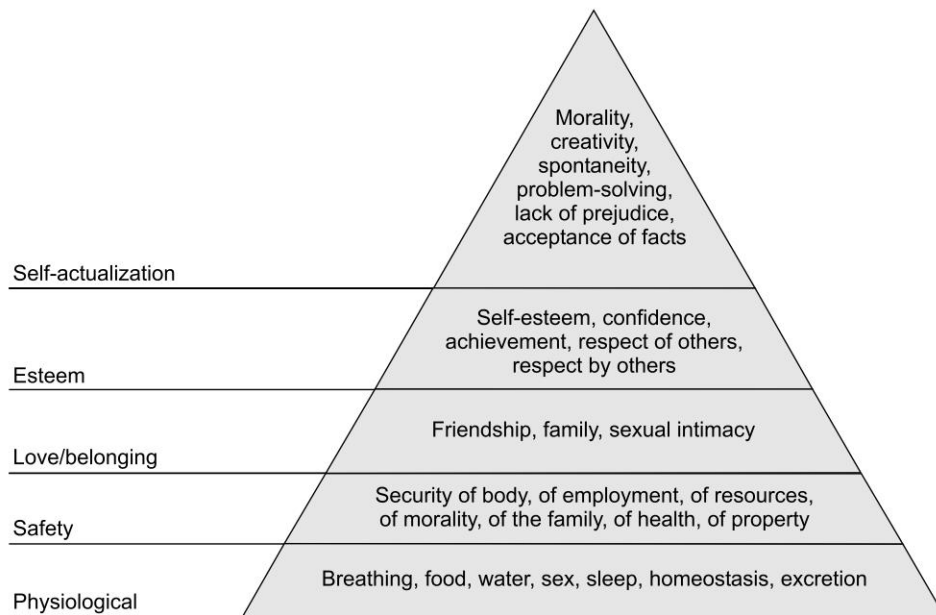 Morality,
creativity,
spontaneity,
problem-solving,
lack of prejudice,
acceptance of facts
Self-actualization
Self-esteem, confidence,
achievement, respect of others,
respect by others
Esteem
Friendship, family, sexual intimacy
Love/belonging
Security of body, of employment, of resources,
of morality, of the family, of health, of property
Safety
Breathing, food, water, sex, sleep, homeostasis, excretion
Physiological